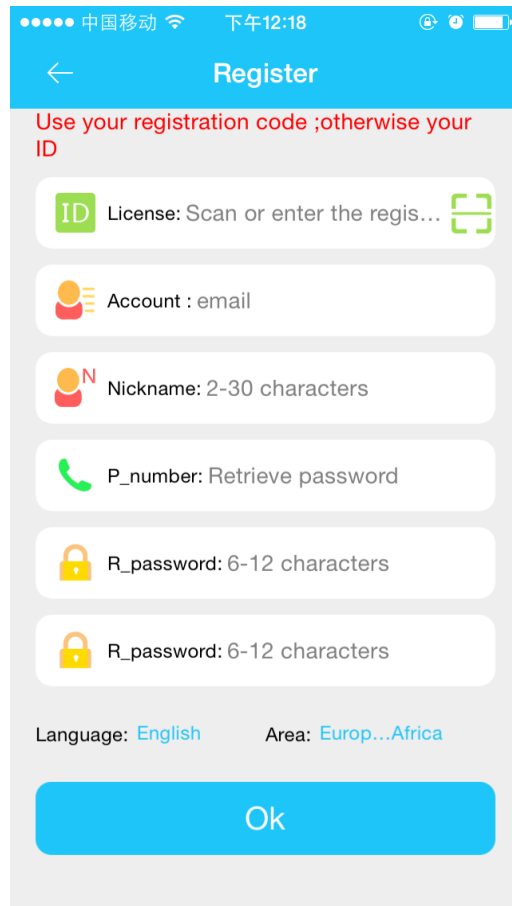 中国移动 下午12:18
Register
Use your registration code ;otherwise your
ID
ID License: Scan or enter the regis...
Account : email
N Nickname: 2-30 characters
P_number: Retrieve password
R_password: 6-12 characters
R_password: 6-12 characters
Language: English Area: Europ...Africa
Ok